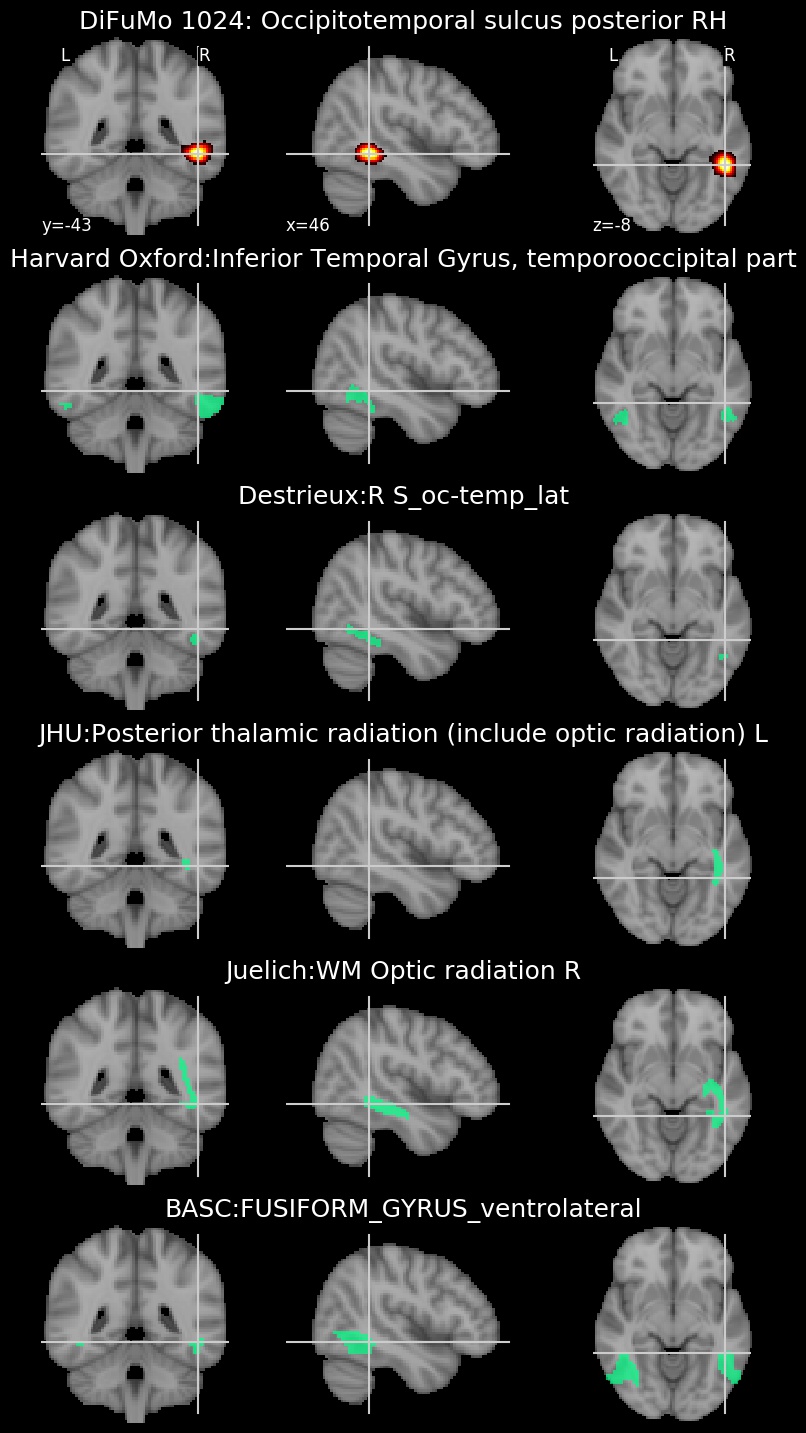 DiFuMo 1024: Occipitotemporal sulcus posterior RH
L R L R
y=-43 x=46 z=-8
Harvard Oxford:Inferior Temporal Gyrus, temporooccipital part
Destrieux:R S_oc-temp_lat
JHU:Posterior thalamic radiation (include optic radiation) L
Juelich:WM Optic radiation R
BASC:FUSIFORM_GYRUS_ventrolateral